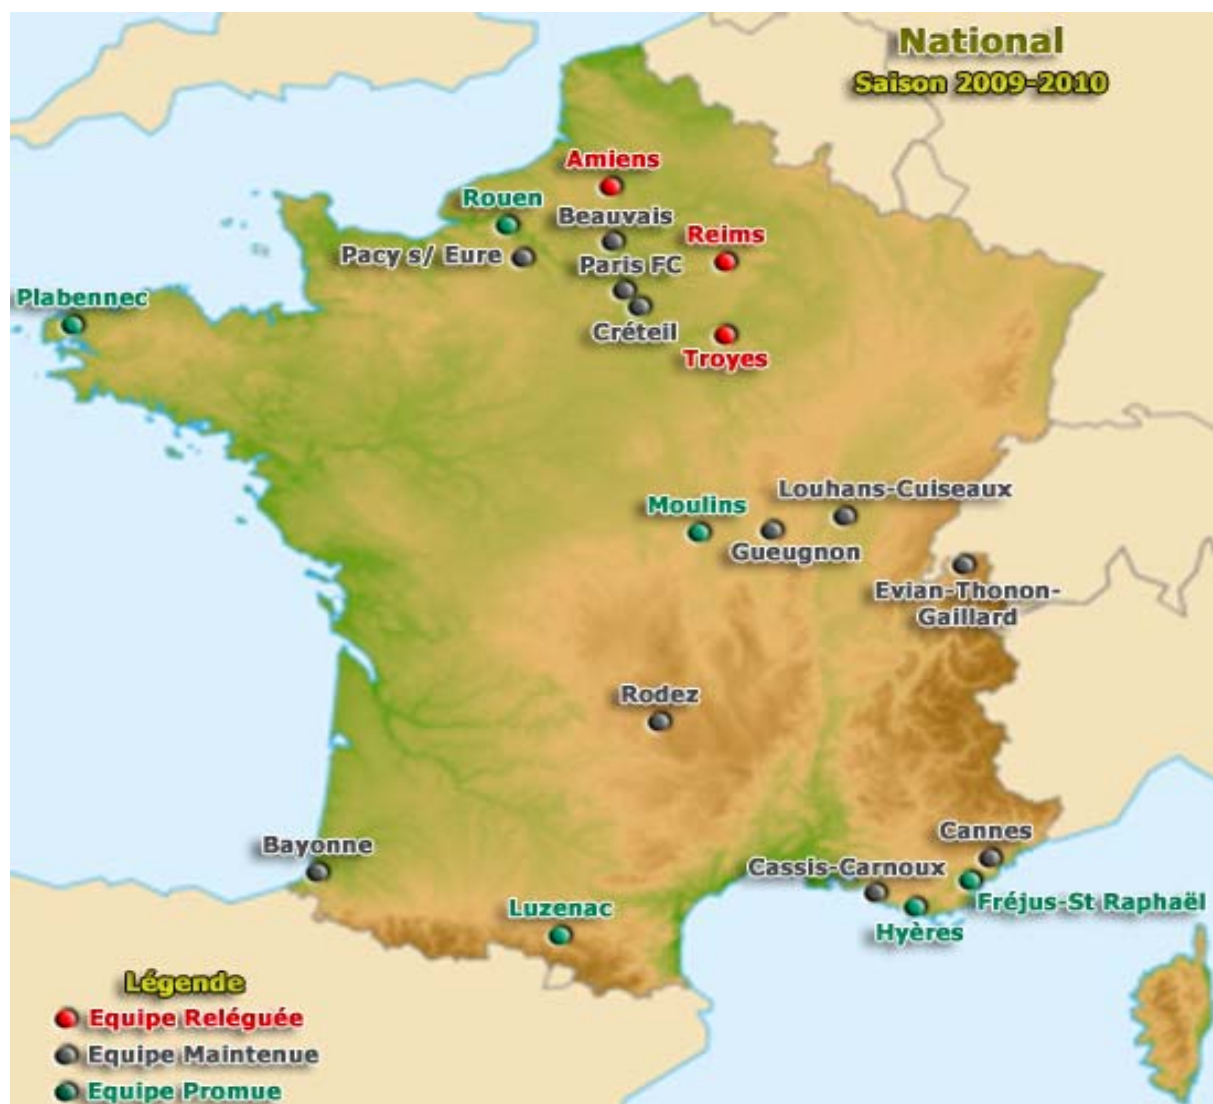 National
Saison 2009-2010
Amiens
Rouen
Beauvais
Reims
Pacy s/ Eure
Paris FC
Plabennec
Créteil
Troyes
Louhans-Cuiseaux
Moulins
Gueugnon
Evian-Thonon-
Gaillard
Rodez
Cannes
Bayonne
Cassis-Carnoux
Fréjus-St Raphaël
Luzenac
Hyères
Légende
Equipe Reléguée
Equipe Maintenue
Equipe Promue